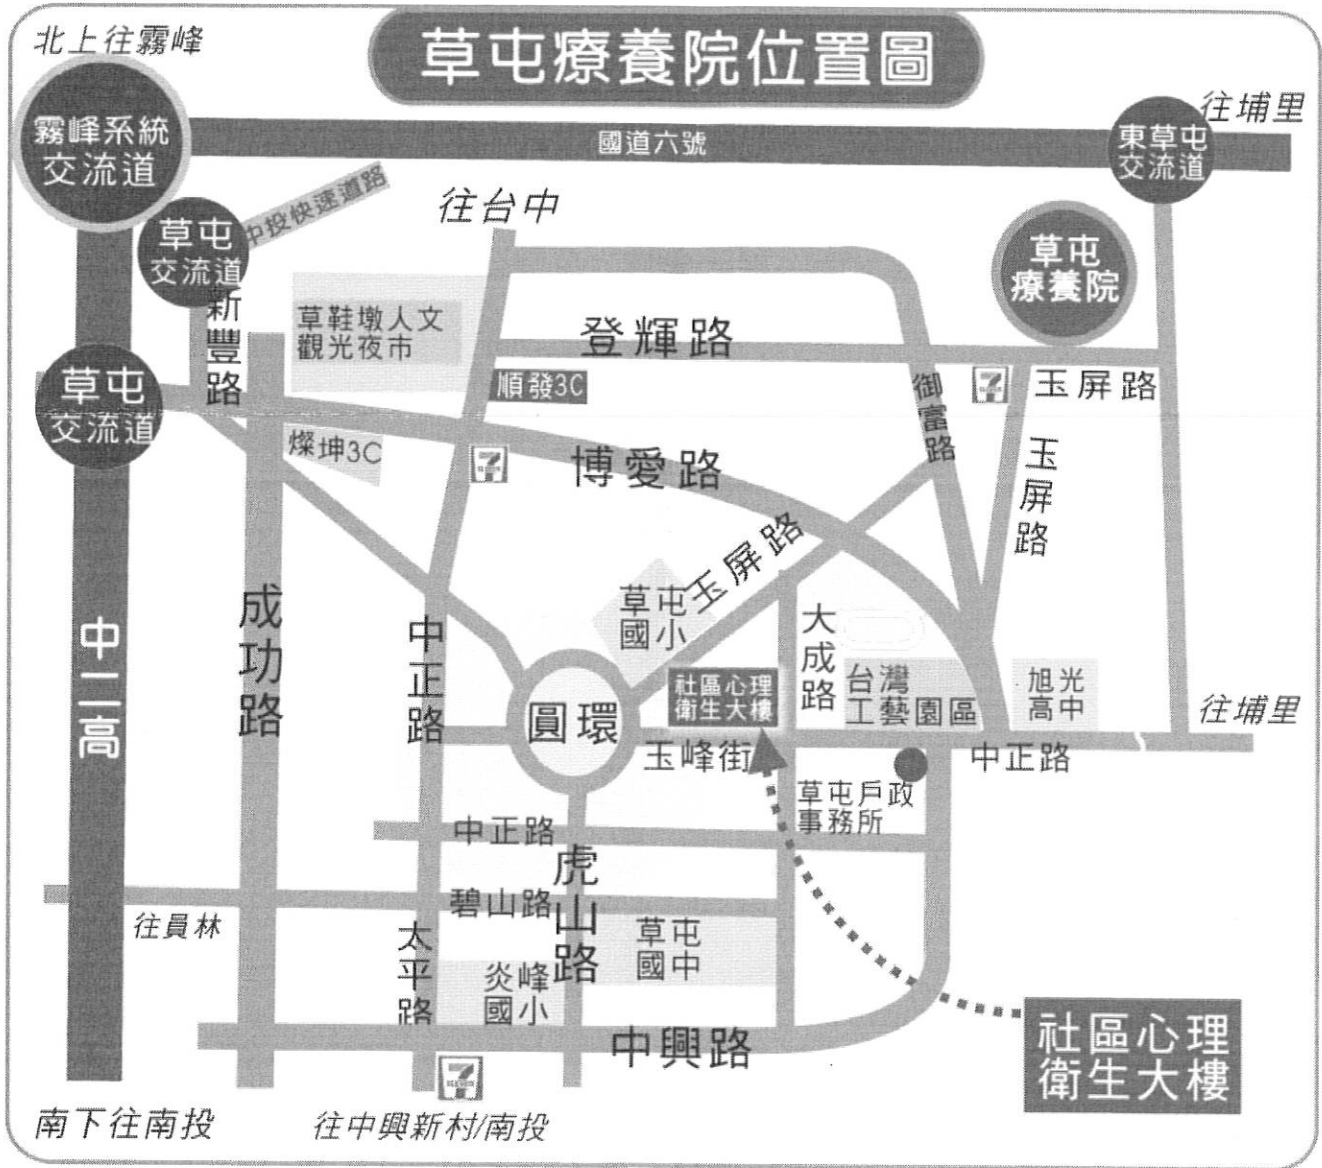 北上往霧峰
草屯療養院位置圖
往埔里
霧峰系統
交流道
國道六號
東草屯
交流道
中投快速道路
往台中
草屯
交流道
草屯
療養院
新豐路
草鞋墩人文
觀光夜市
登輝路
順發3C
御富路
7
ELEVEN
玉屏路
草屯
交流道
燦坤3C
7
ELEVEN
博愛路
玉屏路
玉屏路
草屯
國小
成功路
中正路
中二高
大成路
社區心理
衛生大樓
台灣
工藝園區
旭光
高中
往埔里
圓環
玉峰街
中正路
草屯戶政
事務所
中正路
虎山路
碧山路
往員林
太平路
草屯
國中
炎峰
國小
中興路
社區心理
衛生大樓
7
ELEVEN
南下往南投
往中興新村/南投